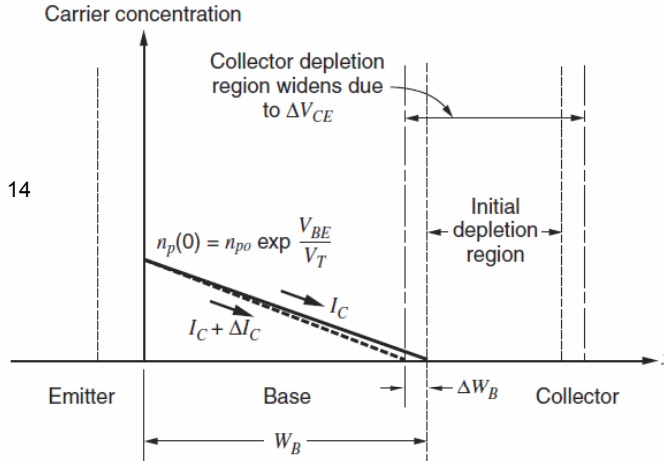 Carrier concentration
Collector depletion
region widens due
to ΔV_CE
14
Initial
depletion
region
n_p(0) = n_po exp V_BE / V_T
I_C
I_C + ΔI_C
x
Emitter
Base
ΔW_B
Collector
W_B